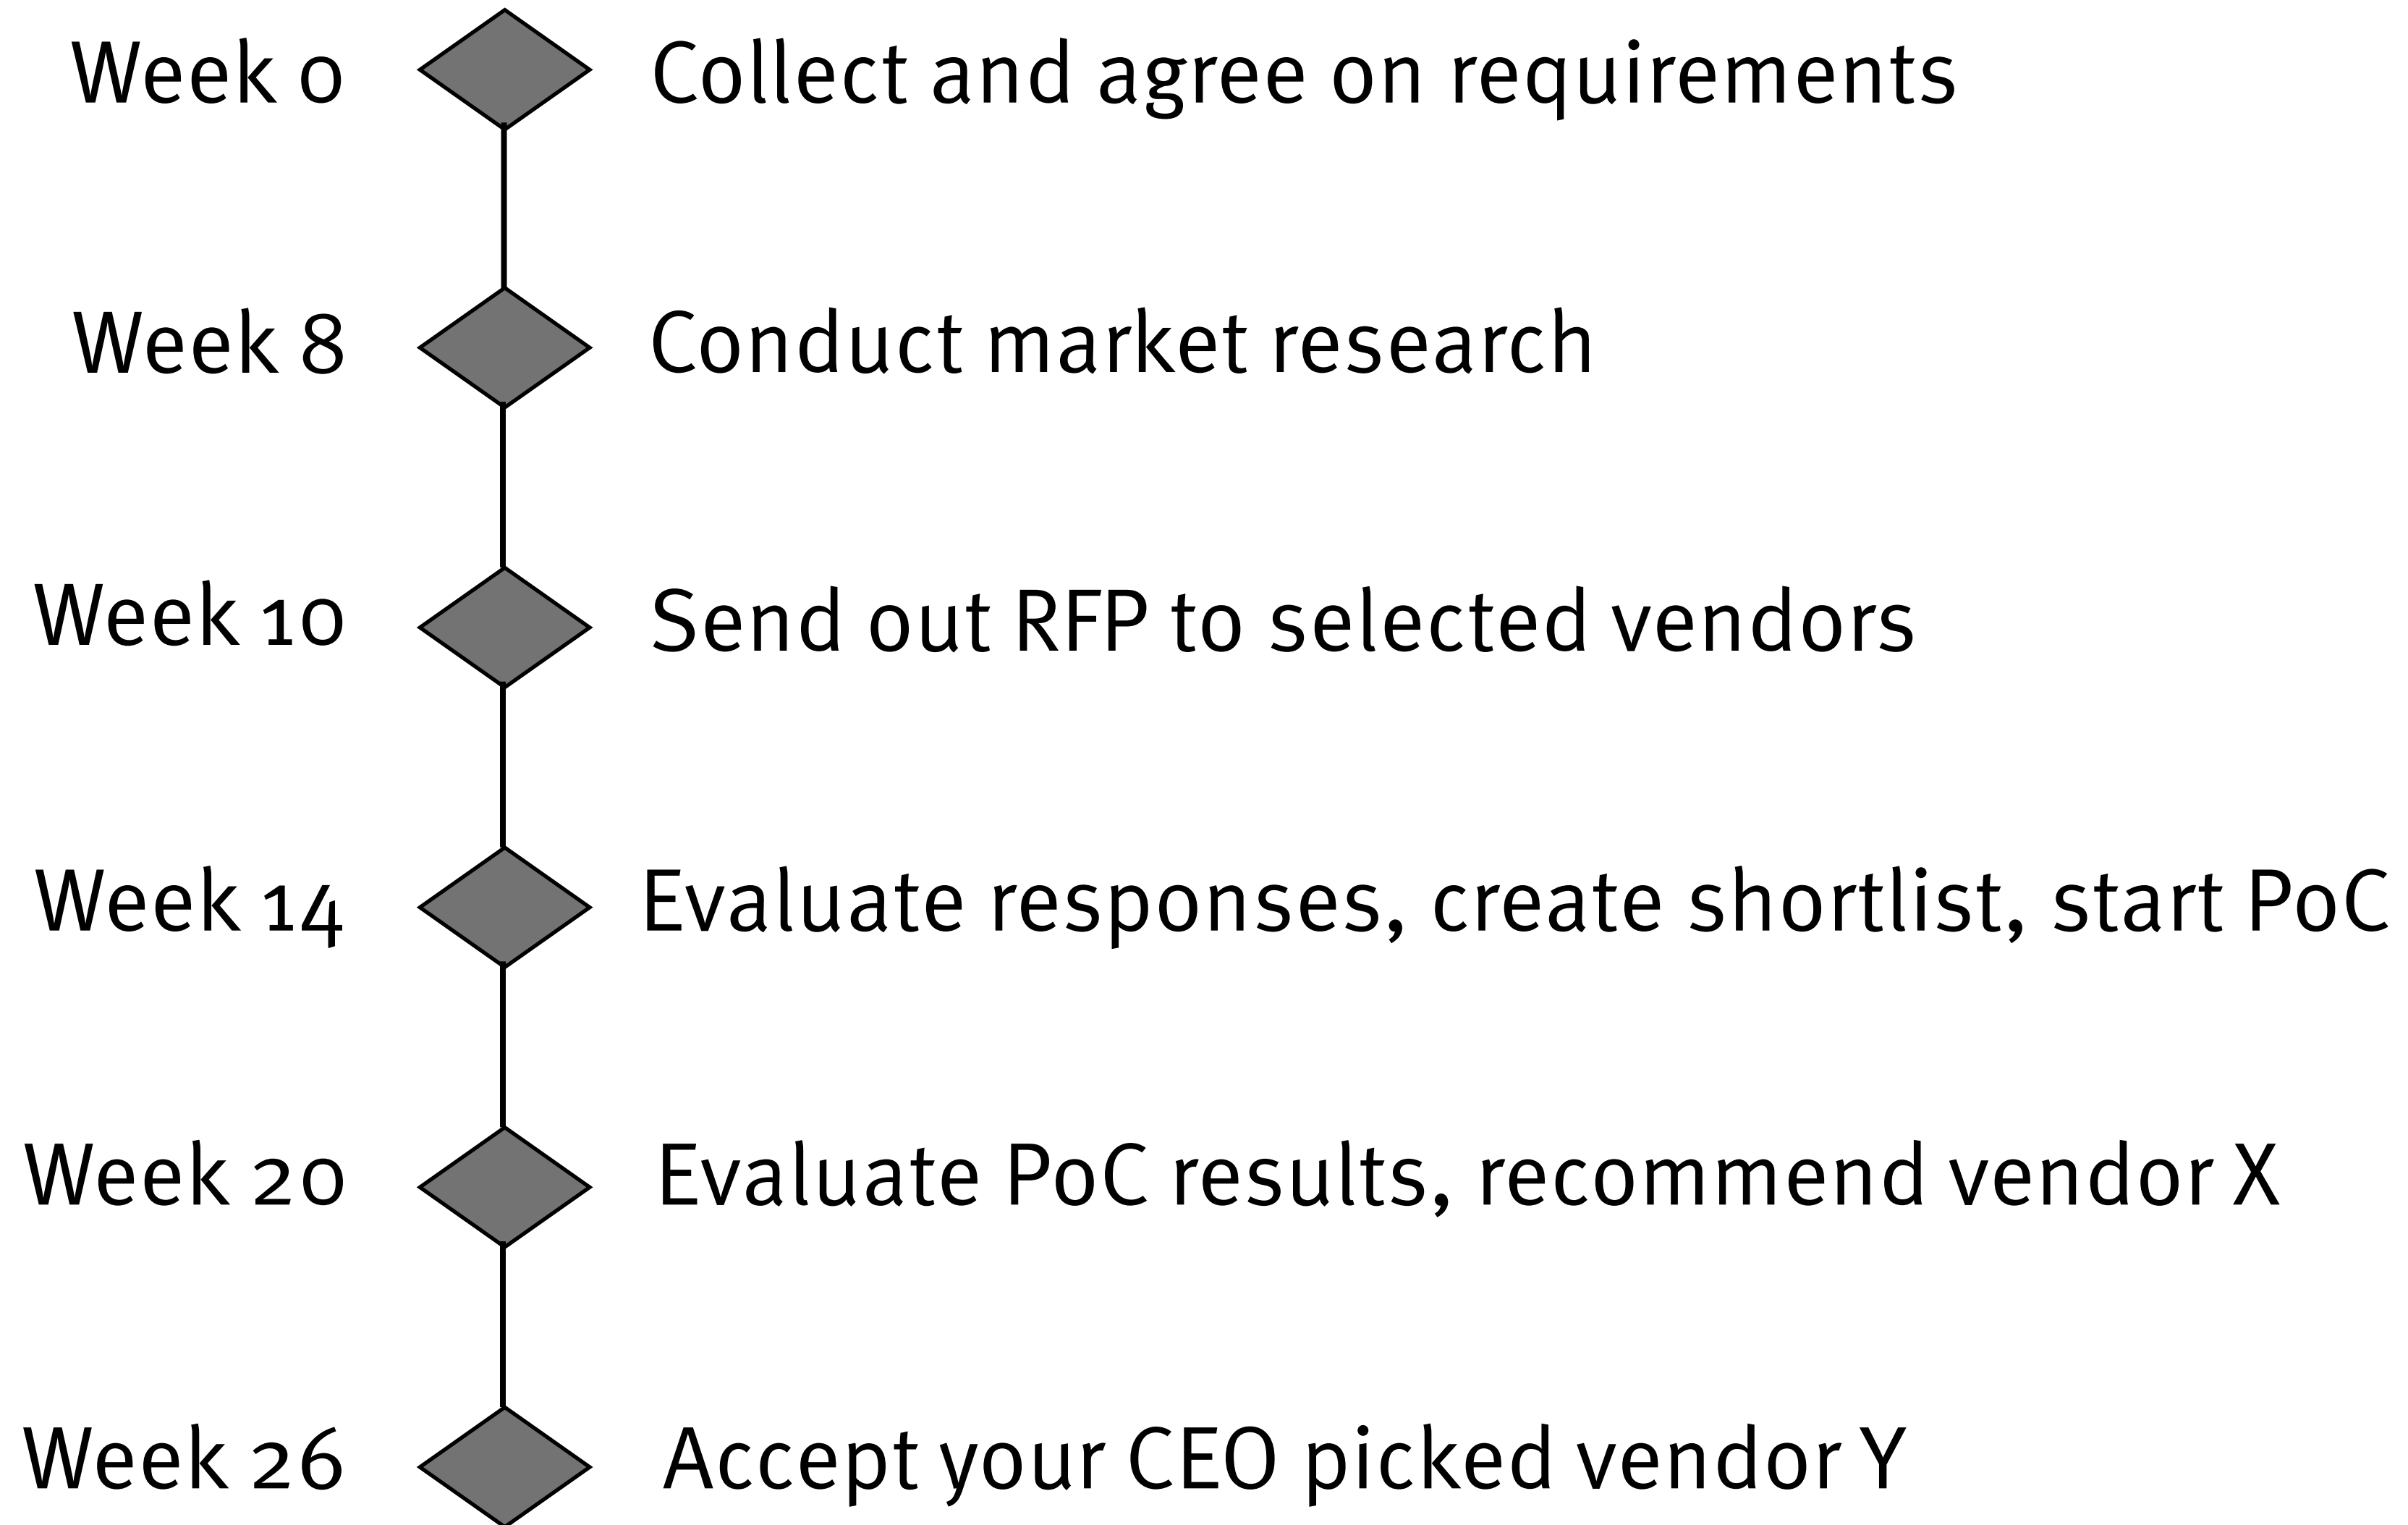 Week 0 Collect and agree on requirements
Week 8 Conduct market research
Week 10 Send out RFP to selected vendors
Week 14 Evaluate responses, create shortlist, start PoC
Week 20 Evaluate PoC results, recommend vendor X
Week 26 Accept your CEO picked vendor Y